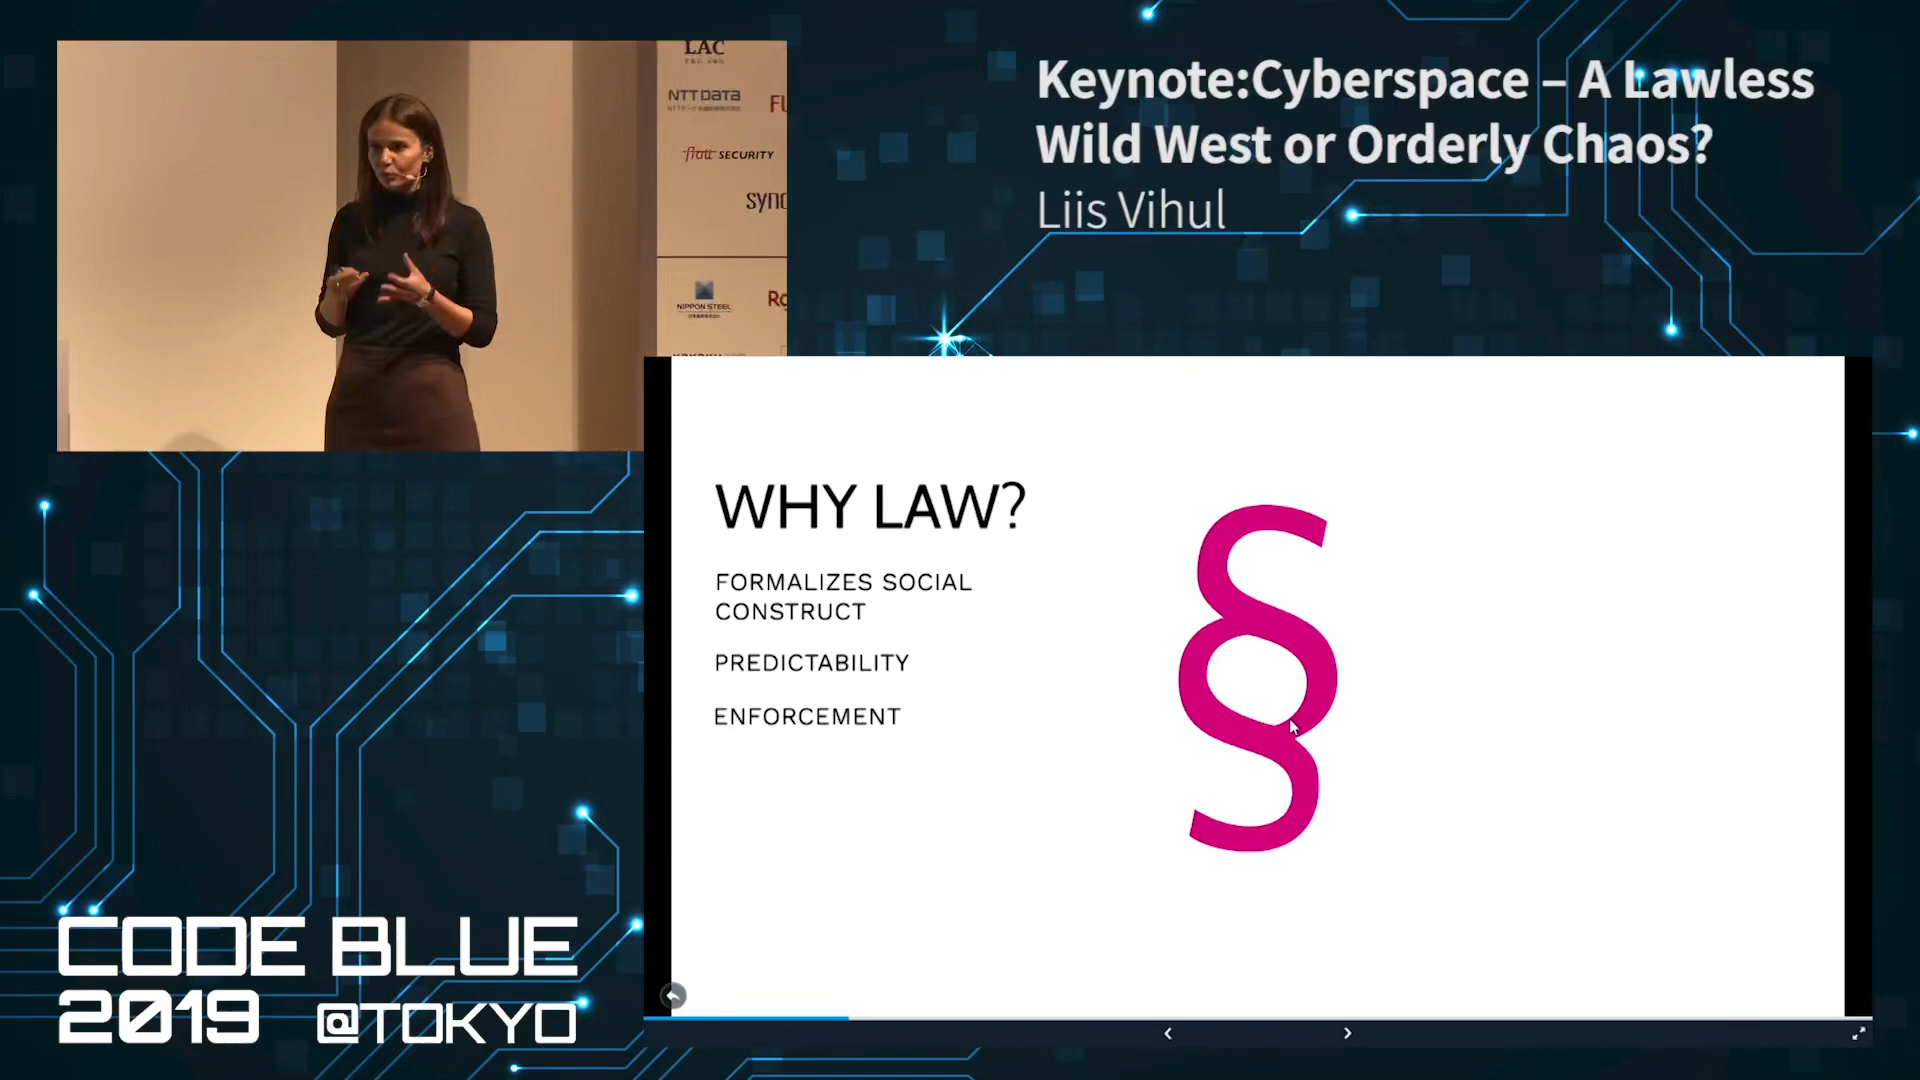 LAC
NTT DATA
ffrii SECURITY
NIPPON STEEL
Keynote:Cyberspace – A Lawless
Wild West or Orderly Chaos?
Liis Vihul
WHY LAW?
FORMALIZES SOCIAL
CONSTRUCT
PREDICTABILITY
ENFORCEMENT
§
CODE BLUE
2019 @TOKYO